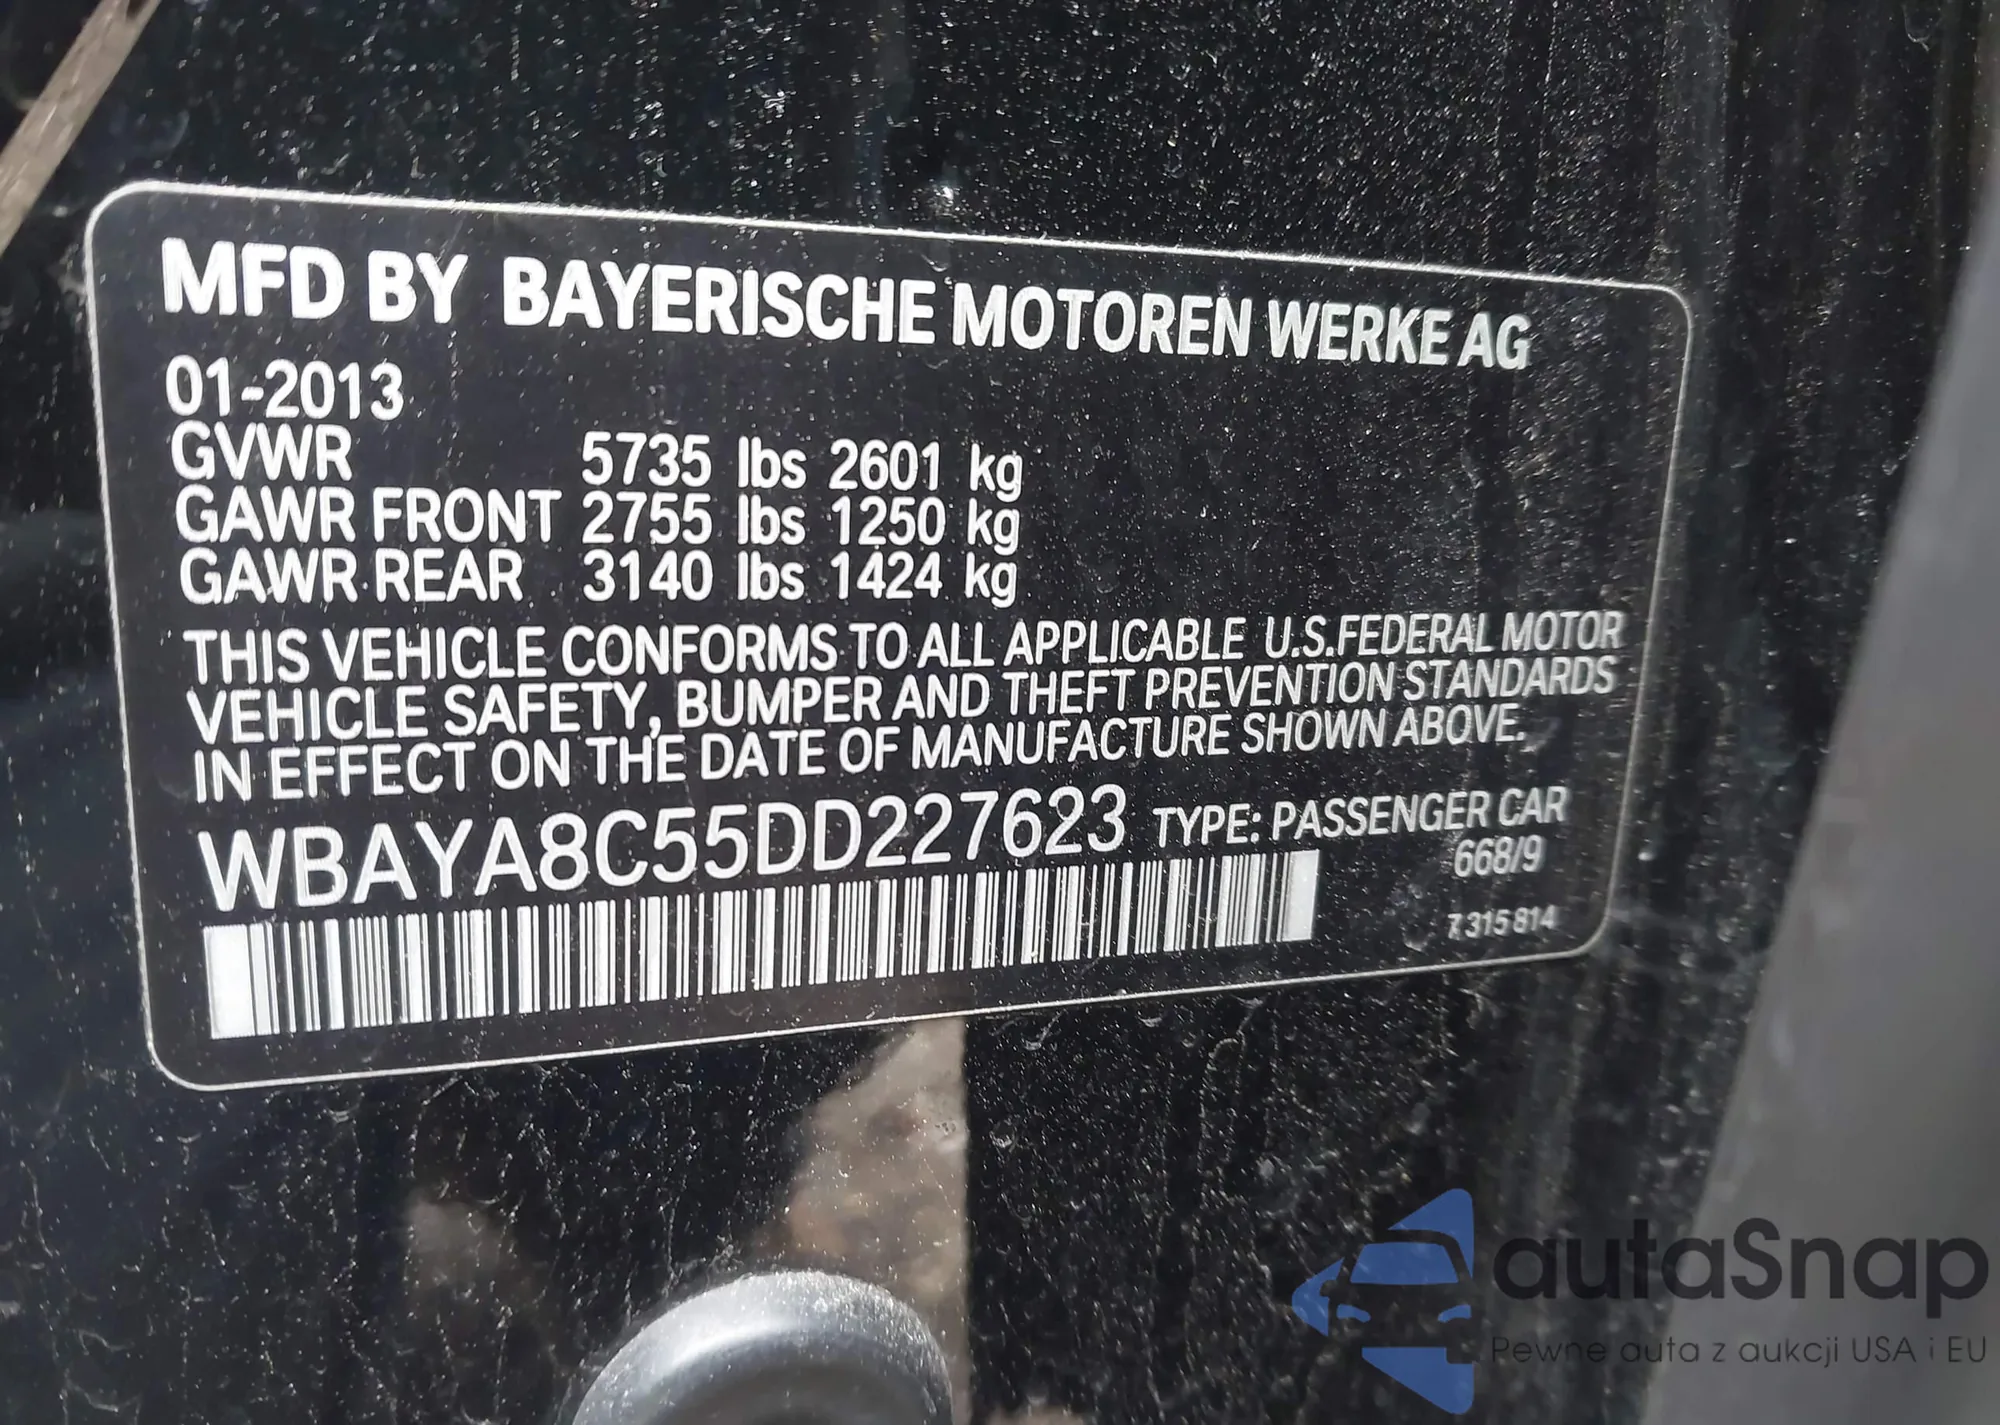 MFD BY BAYERISCHE MOTOREN WERKE AG
01-2013
GVWR 5735 lbs 2601 kg
GAWR FRONT 2755 lbs 1250 kg
GAWR REAR 3140 lbs 1424 kg
THIS VEHICLE CONFORMS TO ALL APPLICABLE U.S.FEDERAL MOTOR
VEHICLE SAFETY, BUMPER AND THEFT PREVENTION STANDARDS
IN EFFECT ON THE DATE OF MANUFACTURE SHOWN ABOVE.
WBAYA8C55DD227623 TYPE: PASSENGER CAR
668/9
7 315 814
autaSnap
Pewne auta z aukcji USA i EU